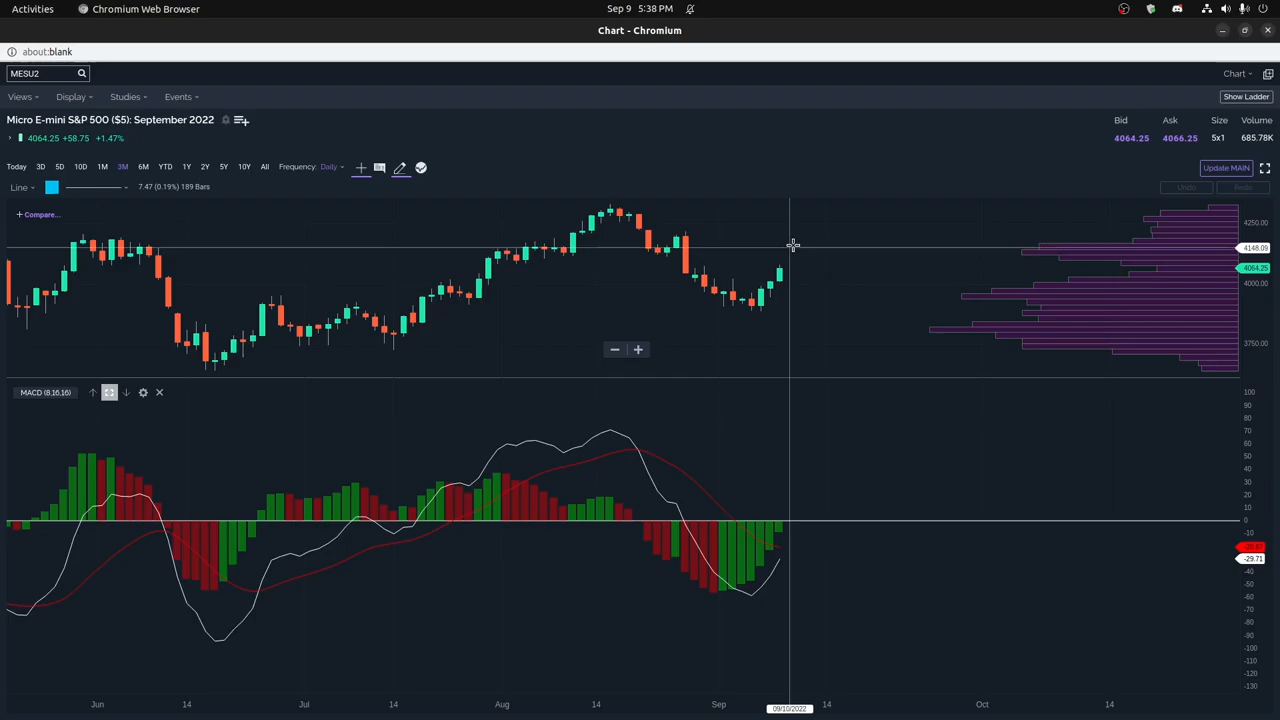 Activities Chromium Web Browser Sep 9 5:38 PM
Chart - Chromium
about:blank
MESU2 Chart
Views Display Studies Events Show Ladder
Micro E-mini S&P 500 ($5): September 2022 Bid Ask Size Volume
4064.25 +58.75 +1.47% 4064.25 4066.25 5x1 685.78K
Today 3D 5D 10D 1M 3M 6M YTD 1Y 2Y 5Y 10Y All Frequency: Daily Update MAIN
Line 7.47 (0.19%) 189 Bars Undo Redo
+ Compare...
4250.00
4148.09
4064.25
4000.00
3750.00
MACD (8,16,16)
100
90
80
70
60
50
40
30
20
10
0
-10
-29.71
-40
-50
-60
-70
-80
-90
-100
-110
-120
-130
Jun 14 Jul 14 Aug 14 Sep 14 Oct 14
09/10/2022